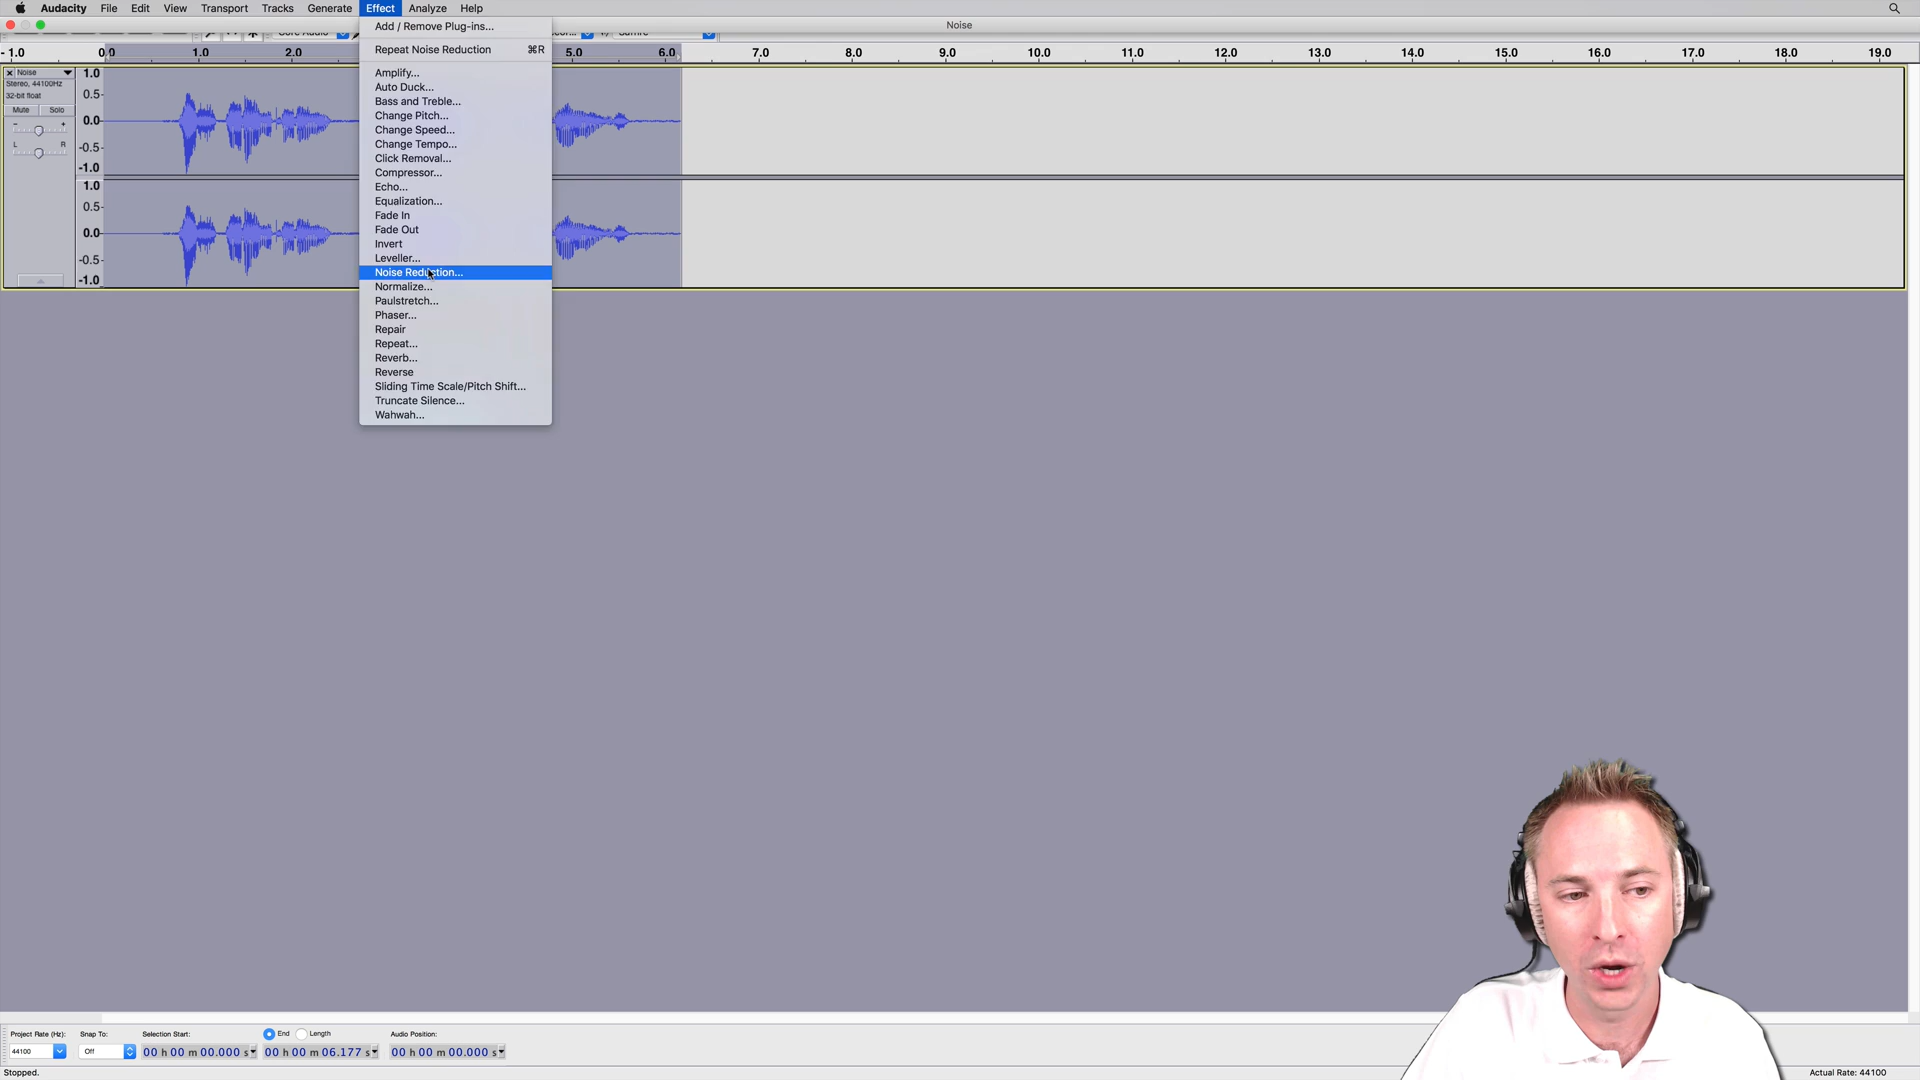 Audacity File Edit View Transport Tracks Generate Effect Analyze Help
Noise
Add / Remove Plug-ins...
Repeat Noise Reduction ⌘R
Amplify...
Auto Duck...
Bass and Treble...
Change Pitch...
Change Speed...
Change Tempo...
Click Removal...
Compressor...
Echo...
Equalization...
Fade In
Fade Out
Invert
Leveller...
Noise Reduction...
Normalize...
Paulstretch...
Phaser...
Repair
Repeat...
Reverb...
Reverse
Sliding Time Scale/Pitch Shift...
Truncate Silence...
Wahwah...
- 1.0 0.0 1.0 2.0 5.0 6.0 7.0 8.0 9.0 10.0 11.0 12.0 13.0 14.0 15.0 16.0 17.0 18.0 19.0
Noise
Stereo, 44100Hz
32-bit float
Mute Solo
- +
L R
1.0
0.5-
0.0-
-0.5-
-1.0
1.0
0.5-
0.0-
-0.5-
-1.0
Project Rate (Hz): Snap To: Selection Start: End Length Audio Position:
44100 Off 00 h 00 m 00.000 s 00 h 00 m 06.177 s 00 h 00 m 00.000 s
Stopped. Actual Rate: 44100